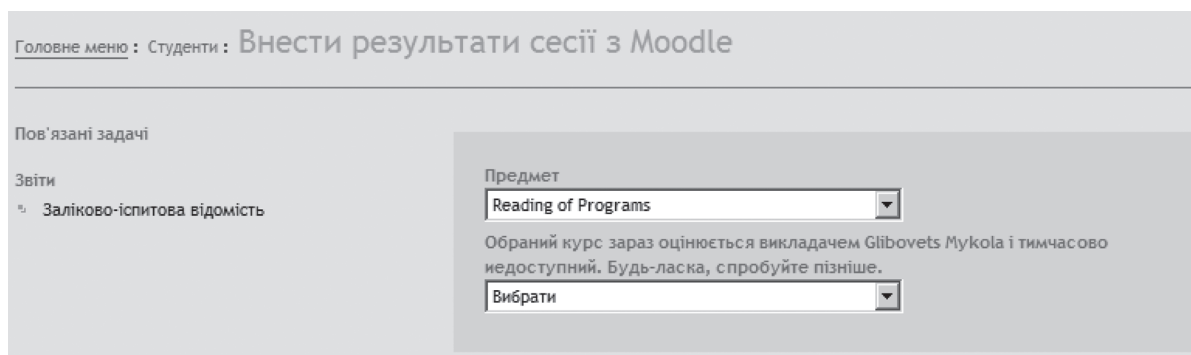 Головне меню : Студенти : Внести результати сесії з Moodle
Пов'язані задачі
Звіти
Заліково-іспитова відомість
Предмет
Reading of Programs
Обраний курс зараз оцінюється викладачем Glibovets Mykola і тимчасово
недоступний. Будь-ласка, спробуйте пізніше.
Вибрати